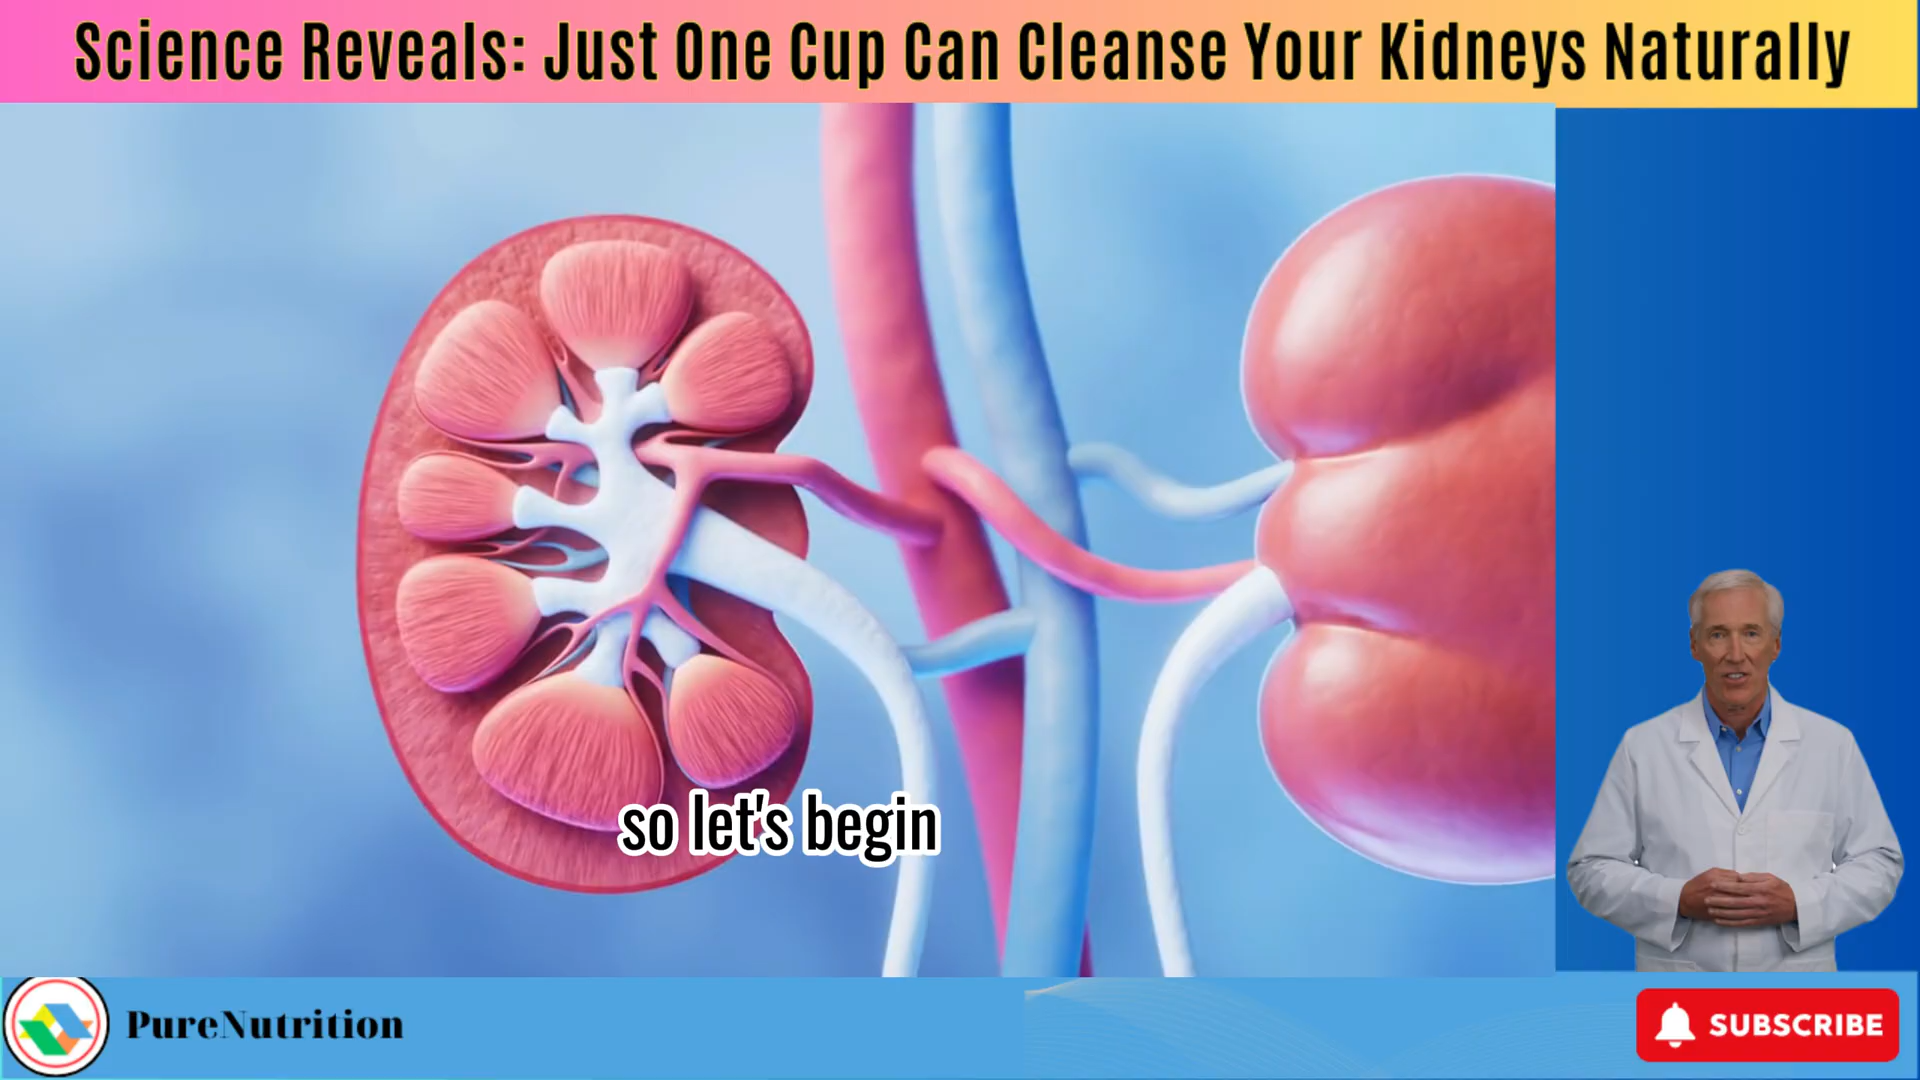 Science Reveals: Just One Cup Can Cleanse Your Kidneys Naturally
so let's begin
PureNutrition
SUBSCRIBE